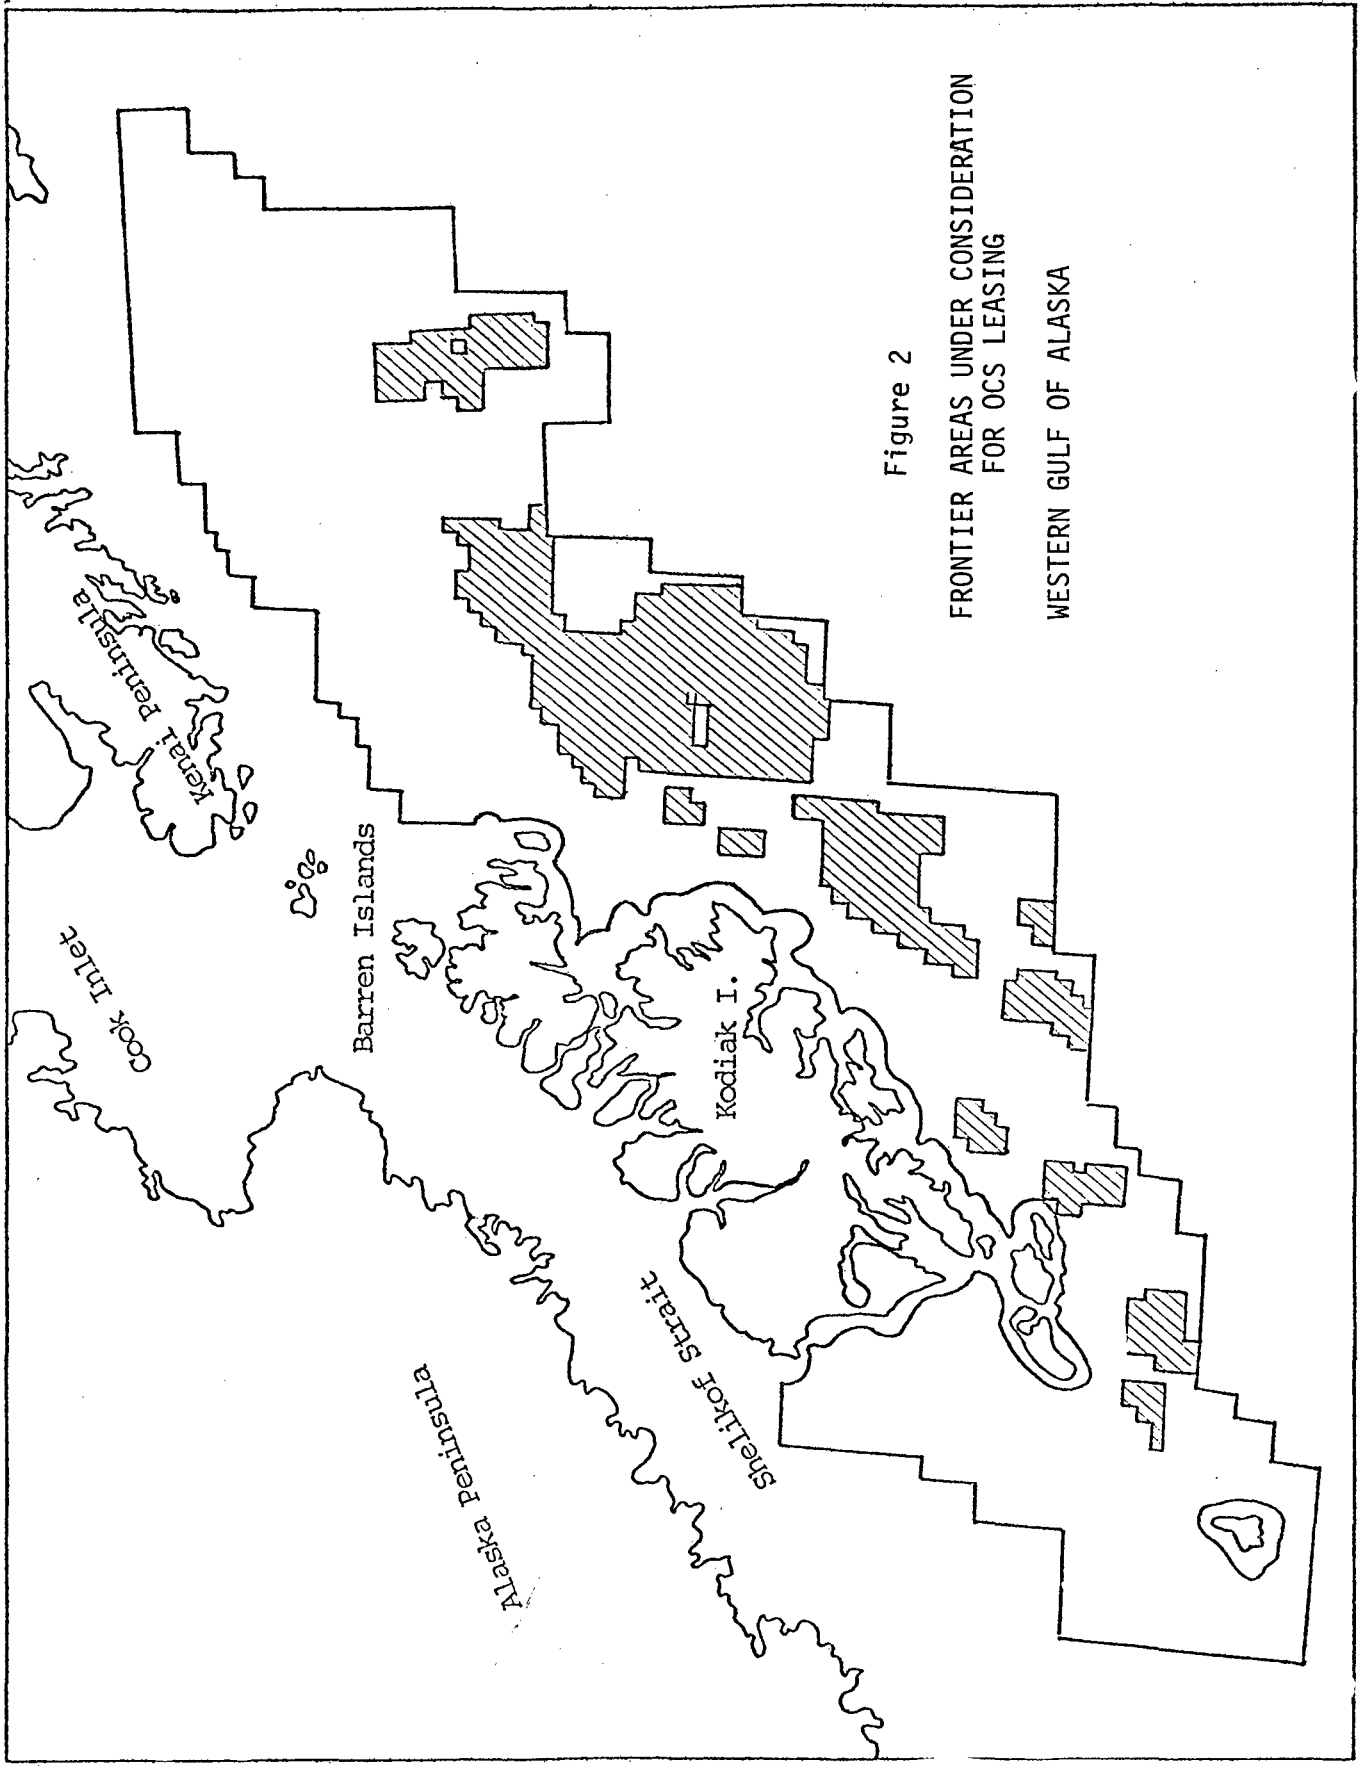 Kenai Peninsula
Cook Inlet
Barren Islands
Kodiak I.
Shelikof Strait
Alaska Peninsula
Figure 2
FRONTIER AREAS UNDER CONSIDERATION
FOR OCS LEASING
WESTERN GULF OF ALASKA